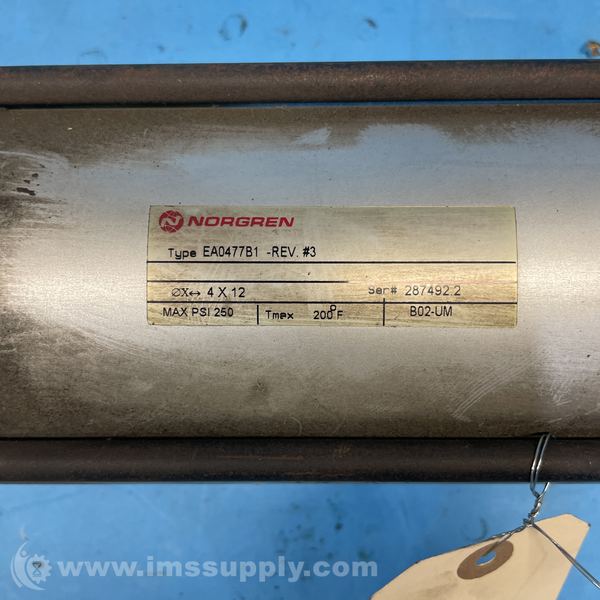 NORGREN
Type EA0477B1 -REV. #3
∅X↔ 4 X 12 Ser# 287492.2
MAX PSI 250 Tmax 200°F B02-UM
www.imssupply.com